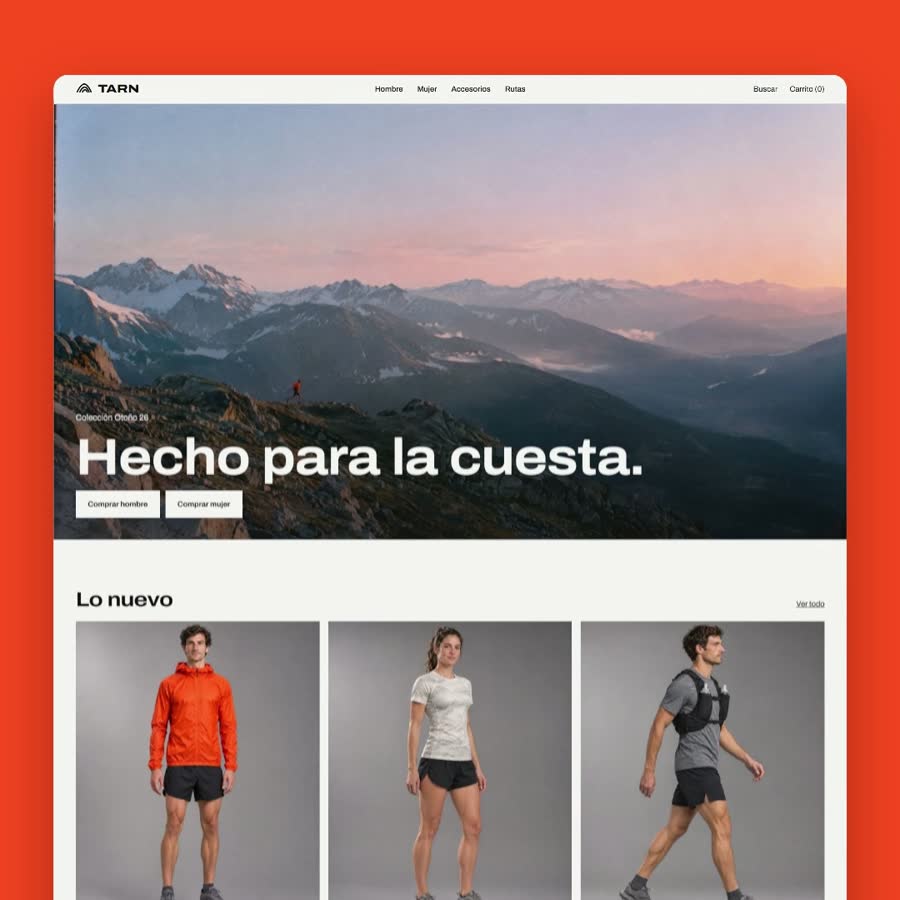 TARN
Hombre Mujer Accesorios Rutas
Buscar Carrito (0)
Colección Otoño 26
Hecho para la cuesta.
Comprar hombre Comprar mujer
Lo nuevo
Ver todo